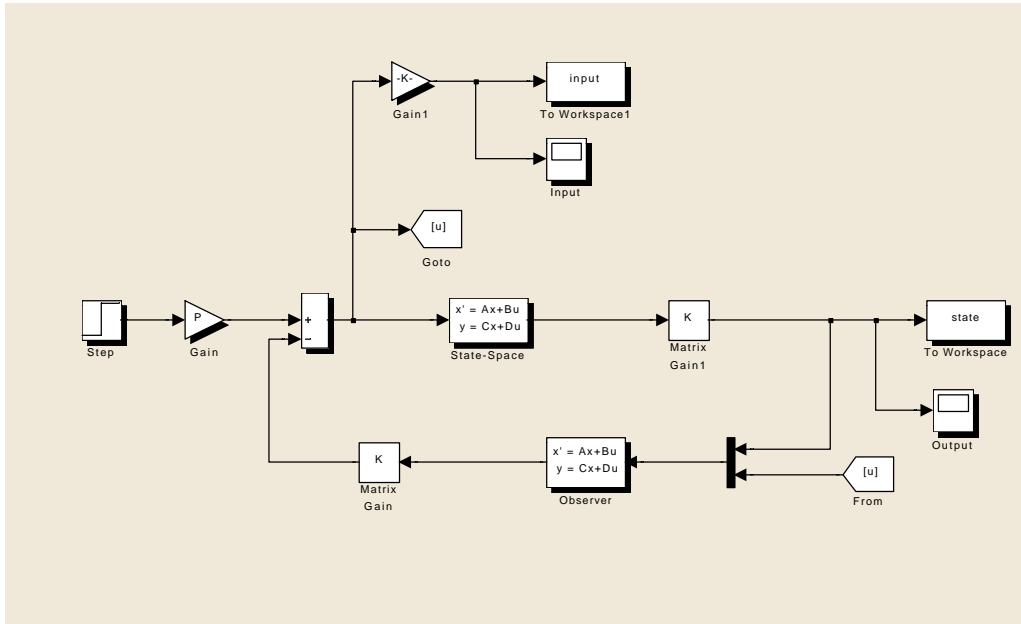 -K-
Gain1
input
To Workspace1
Input
[u]
Goto
Step
P
Gain
+
−
x' = Ax+Bu
y = Cx+Du
State-Space
K
Matrix
Gain1
state
To Workspace
Output
K
Matrix
Gain
x' = Ax+Bu
y = Cx+Du
Observer
[u]
From